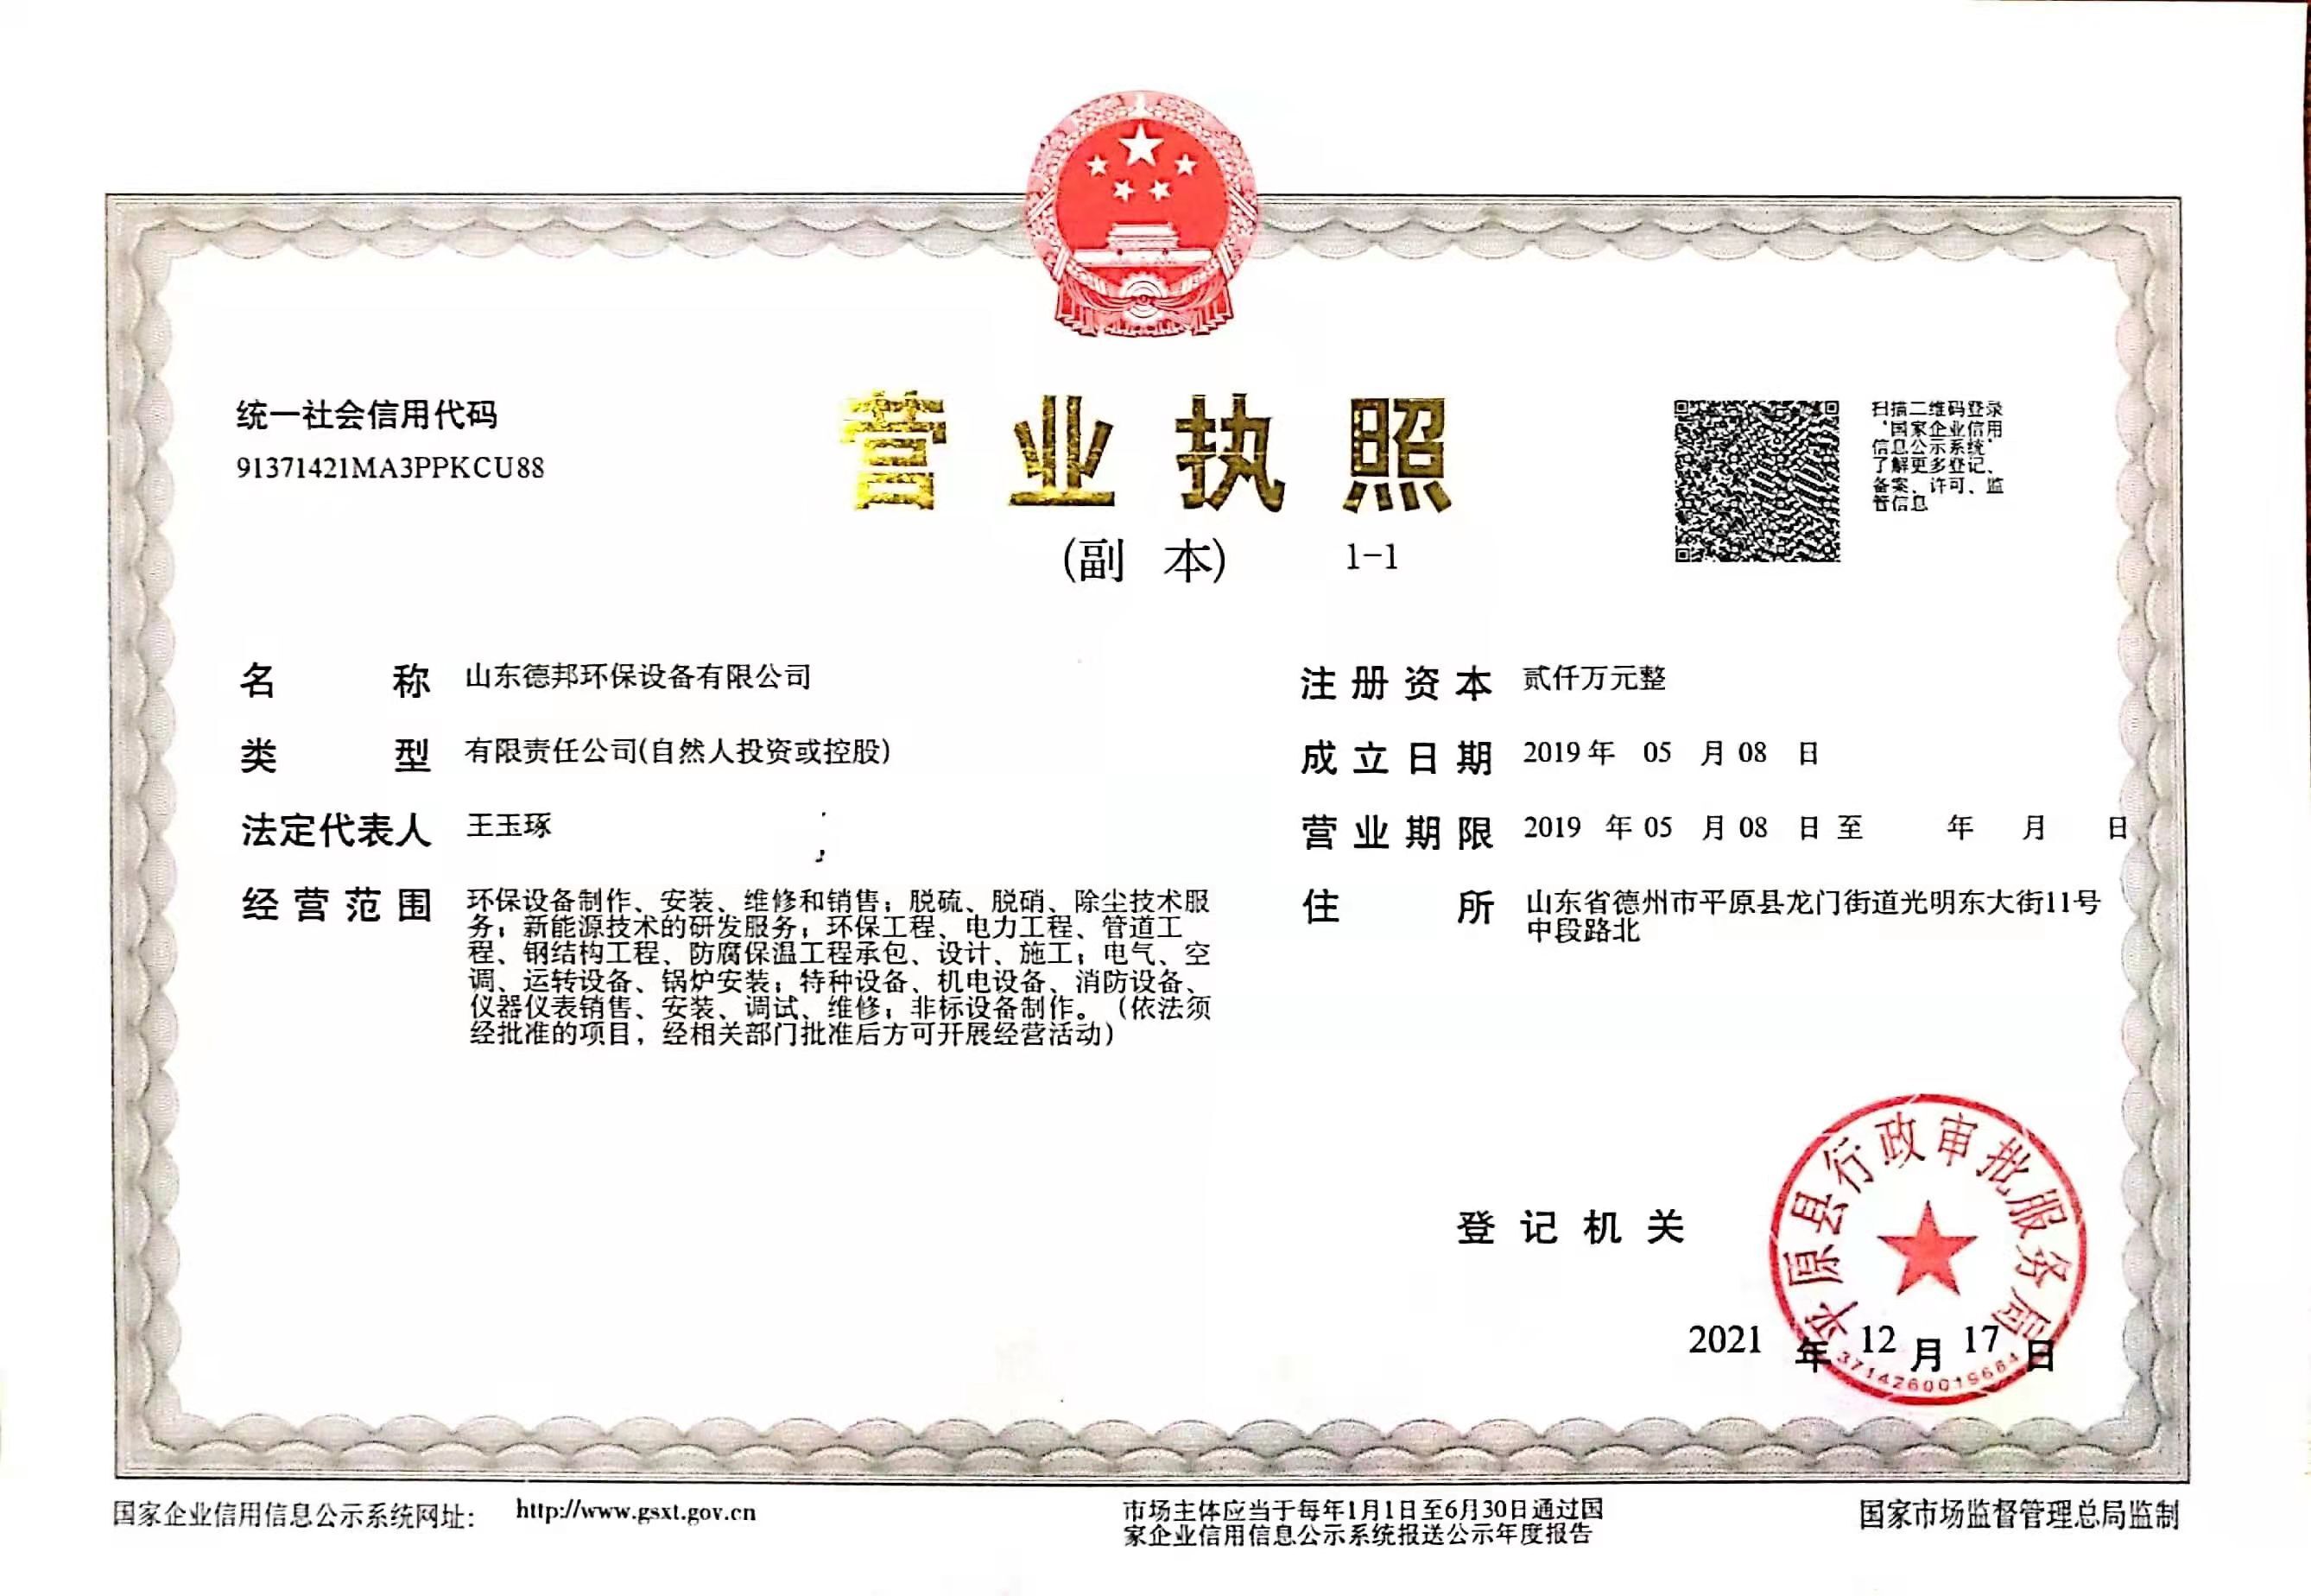 统一社会信用代码
91371421MA3PPKCU88
营业执照
(副 本) 1-1
扫描二维码登录
“国家企业信用
信息公示系统”
了解更多登记、
备案、许可、监
管信息
名 称 山东德邦环保设备有限公司
类 型 有限责任公司(自然人投资或控股)
法定代表人 王玉琢
经营范围 环保设备制作、安装、维修和销售；脱硫、脱硝、除尘技术服
务；新能源技术的研发服务；环保工程、电力工程、管道工
程、钢结构工程、防腐保温工程承包、设计、施工；电气、空
调、运转设备、锅炉安装；特种设备、机电设备、消防设备、
仪器仪表销售、安装、调试、维修；非标设备制作。（依法须
经批准的项目，经相关部门批准后方可开展经营活动）
注册资本 贰仟万元整
成立日期 2019年 05 月 08 日
营业期限 2019 年 05 月 08 日 至 年 月 日
住 所 山东省德州市平原县龙门街道光明东大街11号
中段路北
登记机关
平原县行政审批服务局
2021 年 12 月 17 日
国家企业信用信息公示系统网址： http://www.gsxt.gov.cn
市场主体应当于每年1月1日至6月30日通过国
家企业信用信息公示系统报送公示年度报告
国家市场监督管理总局监制